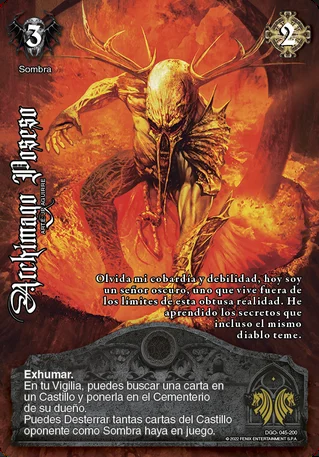 3
2
Sombra
Archimago Poseso
Olvida mi cobardía y debilidad, hoy soy
un señor oscuro, uno que vive fuera de
los límites de esta obtusa realidad. He
aprendido los secretos que
incluso el mismo
diablo teme.
Exhumar.
En tu Vigilia, puedes buscar una carta en
un Castillo y ponerla en el Cementerio
de su dueño.
Puedes Desterrar tantas cartas del Castillo
oponente como Sombra haya en juego.
DGO- 045-200
© 2022 FENIX ENTERTAINMENT S.P.A.